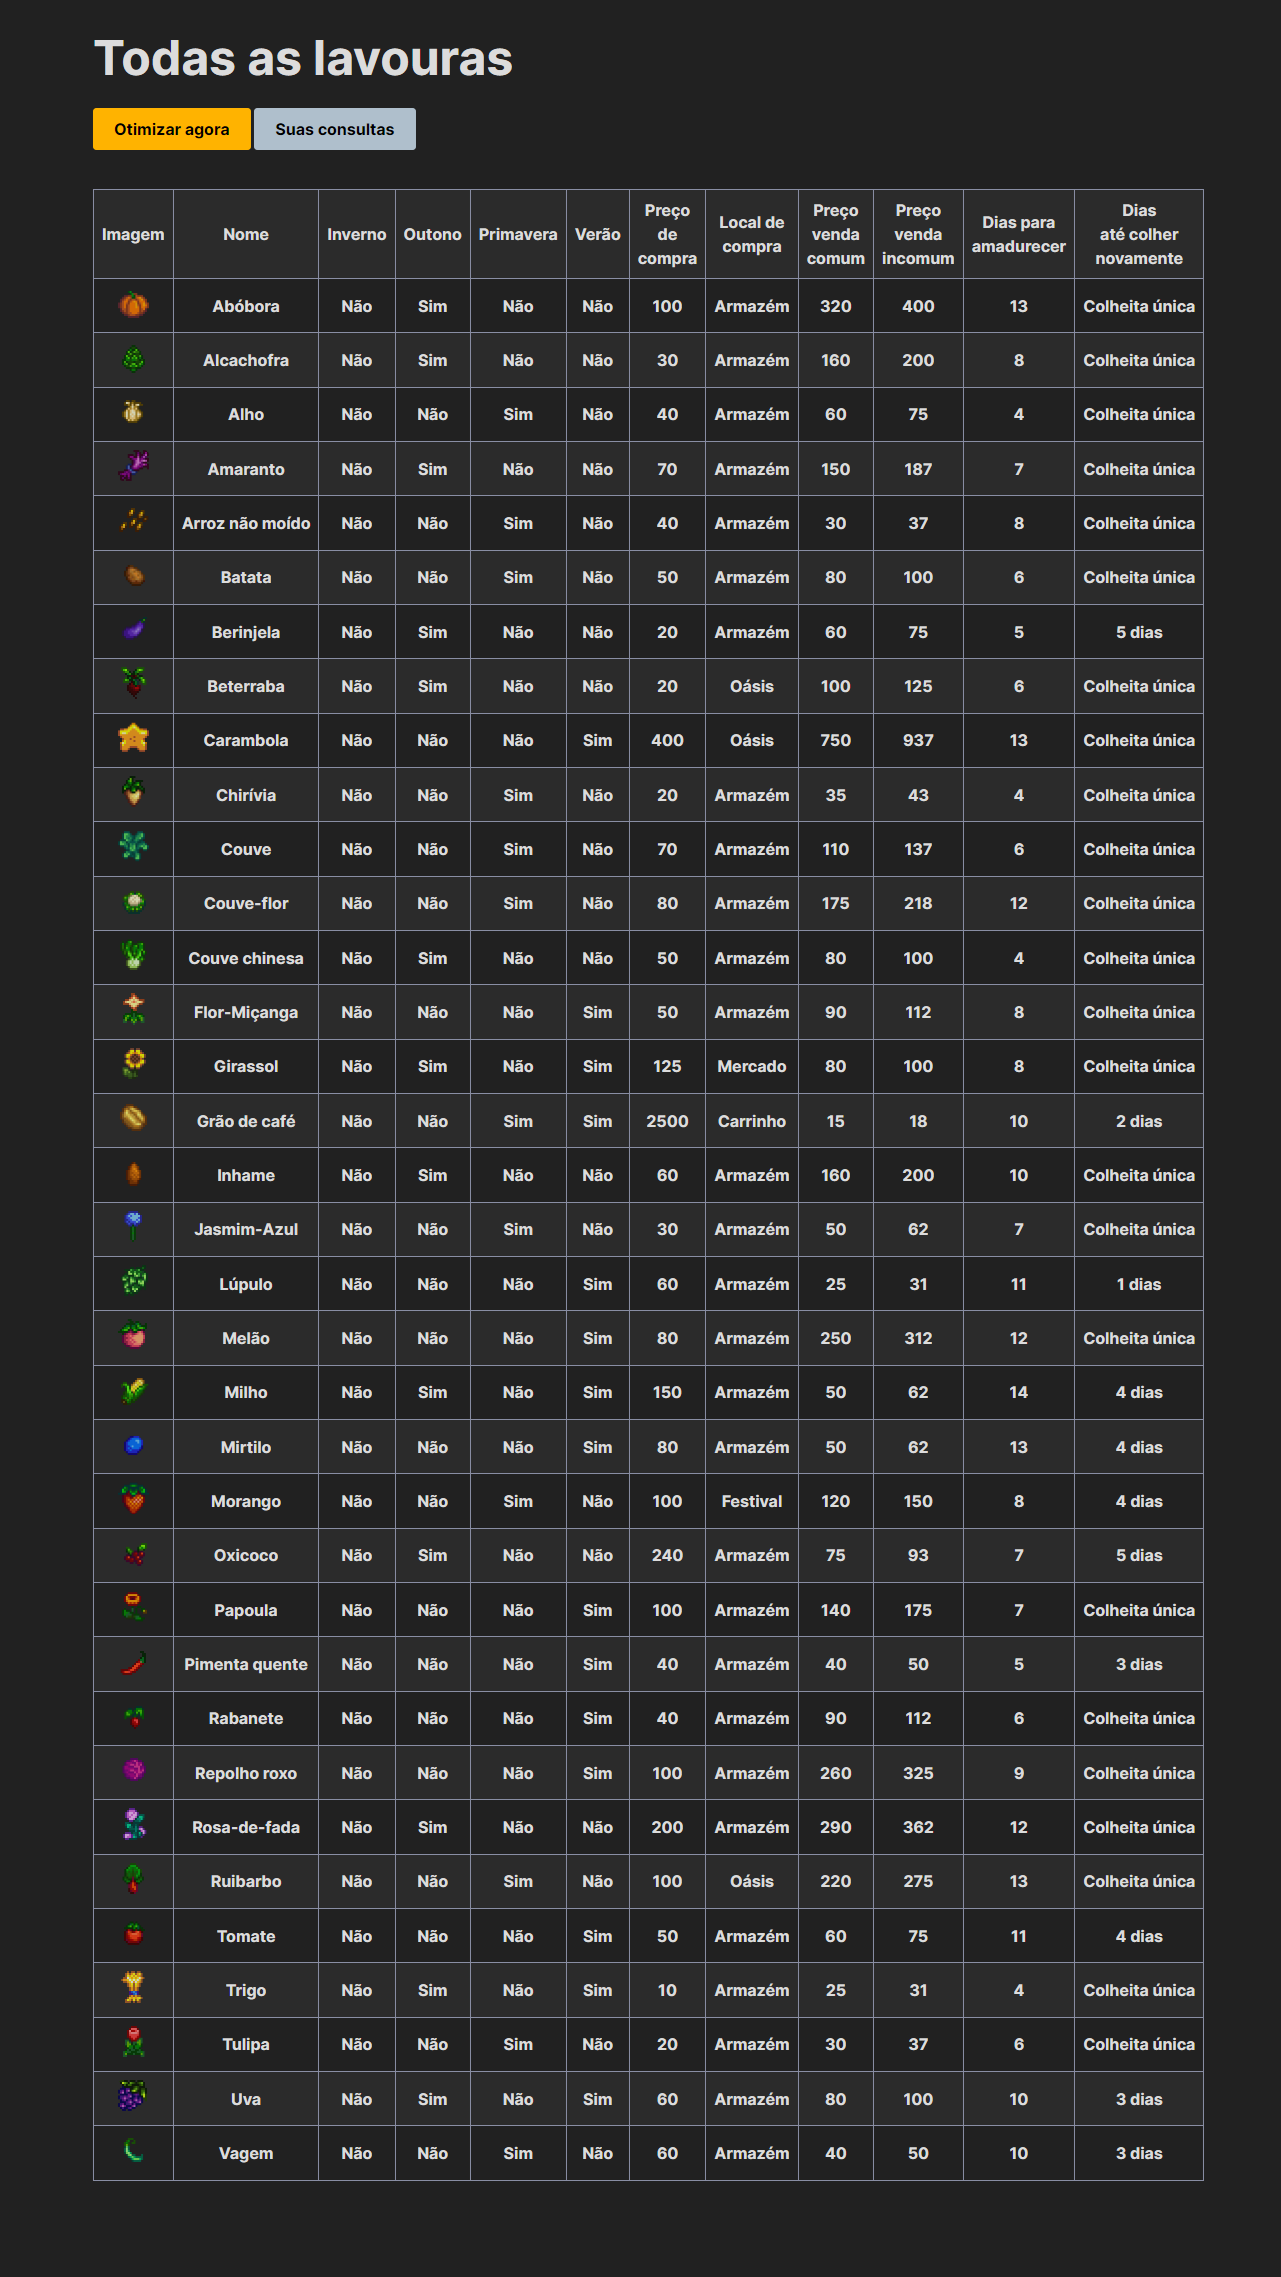 Todas as lavouras
Otimizar agora Suas consultas
Imagem Nome Inverno Outono Primavera Verão Preço de compra Local de compra Preço venda comum Preço venda incomum Dias para amadurecer Dias até colher novamente
Abóbora Não Sim Não Não 100 Armazém 320 400 13 Colheita única
Alcachofra Não Sim Não Não 30 Armazém 160 200 8 Colheita única
Alho Não Não Sim Não 40 Armazém 60 75 4 Colheita única
Amaranto Não Sim Não Não 70 Armazém 150 187 7 Colheita única
Arroz não moído Não Não Sim Não 40 Armazém 30 37 8 Colheita única
Batata Não Não Sim Não 50 Armazém 80 100 6 Colheita única
Berinjela Não Sim Não Não 20 Armazém 60 75 5 5 dias
Beterraba Não Sim Não Não 20 Oásis 100 125 6 Colheita única
Carambola Não Não Não Sim 400 Oásis 750 937 13 Colheita única
Chirívia Não Não Sim Não 20 Armazém 35 43 4 Colheita única
Couve Não Não Sim Não 70 Armazém 110 137 6 Colheita única
Couve-flor Não Não Sim Não 80 Armazém 175 218 12 Colheita única
Couve chinesa Não Sim Não Não 50 Armazém 80 100 4 Colheita única
Flor-Miçanga Não Não Não Sim 50 Armazém 90 112 8 Colheita única
Girassol Não Sim Não Sim 125 Mercado 80 100 8 Colheita única
Grão de café Não Não Sim Sim 2500 Carrinho 15 18 10 2 dias
Inhame Não Sim Não Não 60 Armazém 160 200 10 Colheita única
Jasmim-Azul Não Não Sim Não 30 Armazém 50 62 7 Colheita única
Lúpulo Não Não Não Sim 60 Armazém 25 31 11 1 dias
Melão Não Não Não Sim 80 Armazém 250 312 12 Colheita única
Milho Não Sim Não Sim 150 Armazém 50 62 14 4 dias
Mirtilo Não Não Não Sim 80 Armazém 50 62 13 4 dias
Morango Não Não Sim Não 100 Festival 120 150 8 4 dias
Oxicoco Não Sim Não Não 240 Armazém 75 93 7 5 dias
Papoula Não Não Não Sim 100 Armazém 140 175 7 Colheita única
Pimenta quente Não Não Não Sim 40 Armazém 40 50 5 3 dias
Rabanete Não Não Não Sim 40 Armazém 90 112 6 Colheita única
Repolho roxo Não Não Não Sim 100 Armazém 260 325 9 Colheita única
Rosa-de-fada Não Sim Não Não 200 Armazém 290 362 12 Colheita única
Ruibarbo Não Não Sim Não 100 Oásis 220 275 13 Colheita única
Tomate Não Não Não Sim 50 Armazém 60 75 11 4 dias
Trigo Não Sim Não Sim 10 Armazém 25 31 4 Colheita única
Tulipa Não Não Sim Não 20 Armazém 30 37 6 Colheita única
Uva Não Sim Não Sim 60 Armazém 80 100 10 3 dias
Vagem Não Não Sim Não 60 Armazém 40 50 10 3 dias